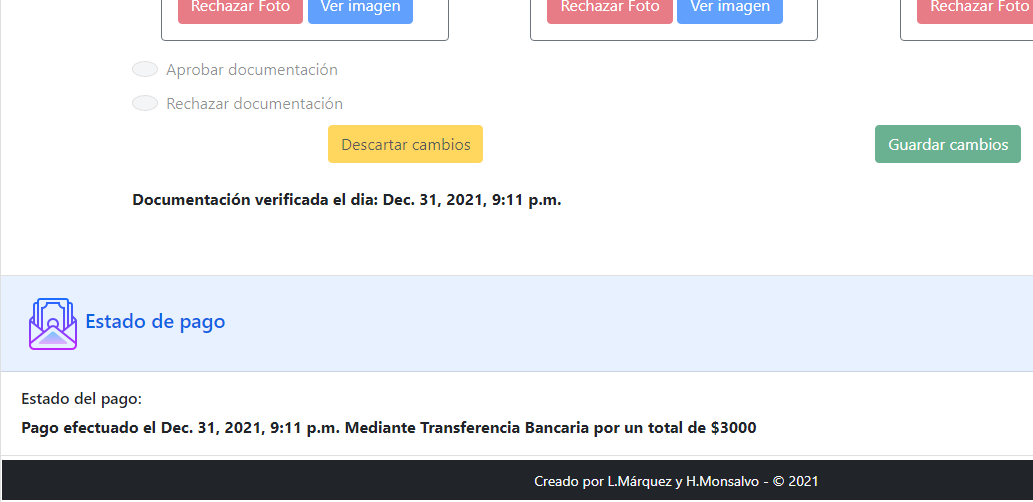 Rechazar Foto Ver imagen Rechazar Foto Ver imagen Rechazar Foto
Aprobar documentación
Rechazar documentación
Descartar cambios Guardar cambios
Documentación verificada el dia: Dec. 31, 2021, 9:11 p.m.
Estado de pago
Estado del pago:
Pago efectuado el Dec. 31, 2021, 9:11 p.m. Mediante Transferencia Bancaria por un total de $3000
Creado por L.Márquez y H.Monsalvo - © 2021